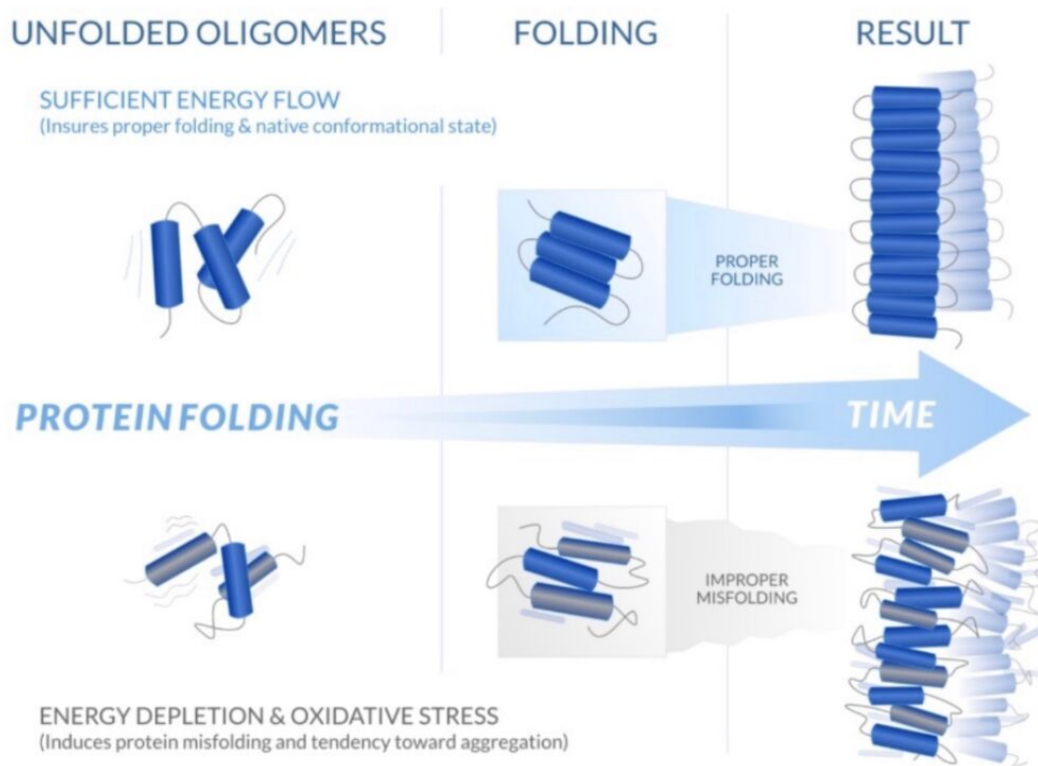 UNFOLDED OLIGOMERS
FOLDING
RESULT
SUFFICIENT ENERGY FLOW
(Insures proper folding & native conformational state)
PROPER
FOLDING
PROTEIN FOLDING
TIME
IMPROPER
MISFOLDING
ENERGY DEPLETION & OXIDATIVE STRESS
(Induces protein misfolding and tendency toward aggregation)